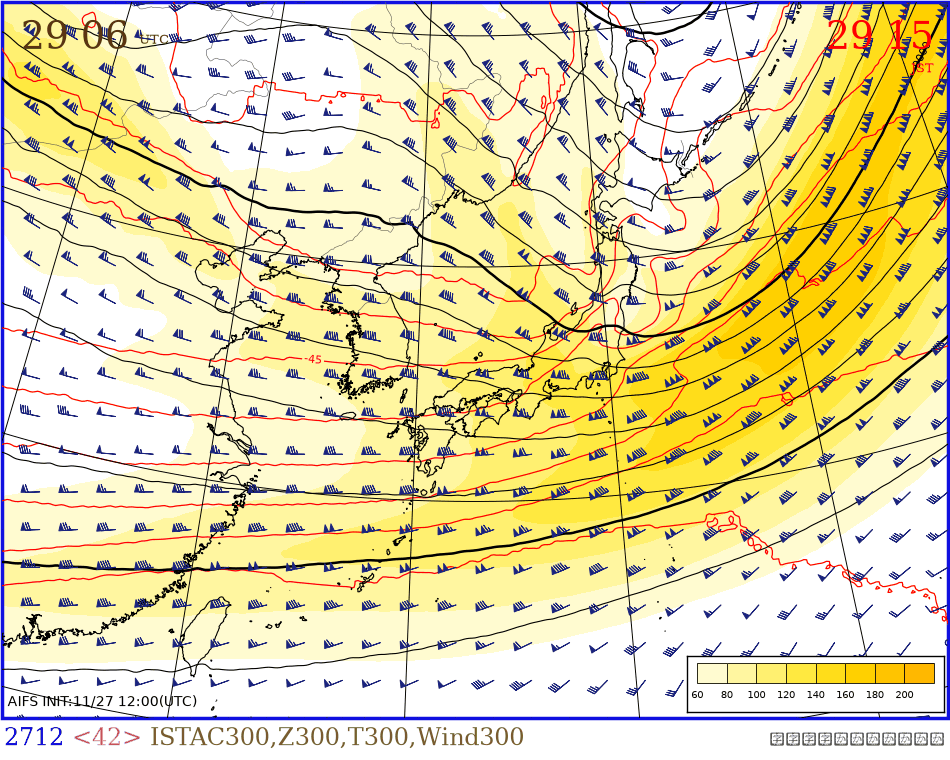 29 06 UTC
29 15 JST
-45
60 80 100 120 140 160 180 200
AIFS INIT:11/27 12:00(UTC)
2712 <42> ISTAC300,Z300,T300,Wind300